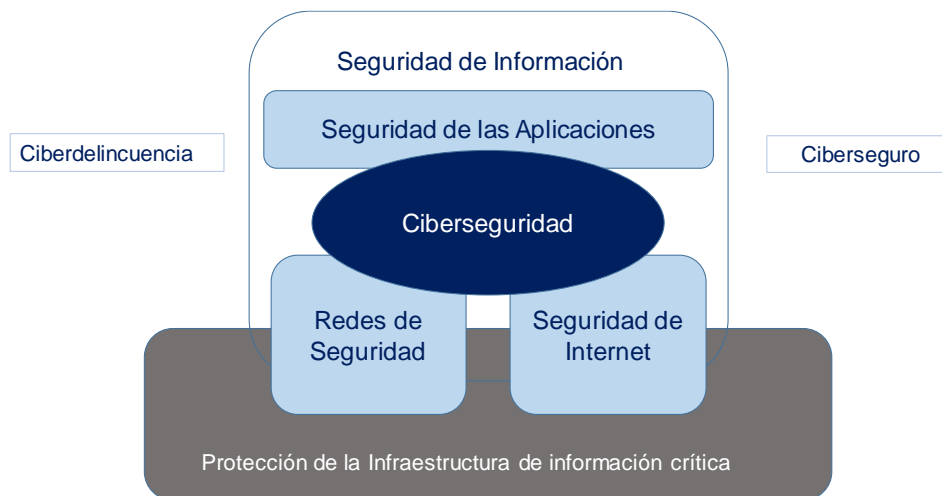 Seguridad de Información
Seguridad de las Aplicaciones
Ciberdelincuencia
Ciberseguro
Ciberseguridad
Redes de
Seguridad
Seguridad de
Internet
Protección de la Infraestructura de información crítica